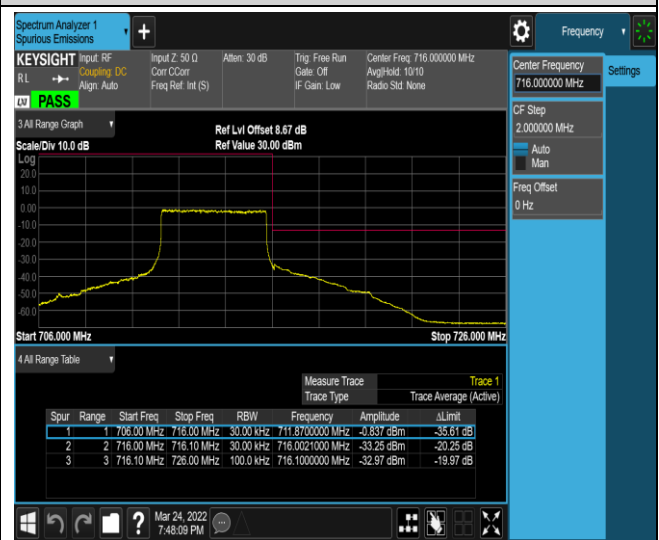 Spectrum Analyzer 1
Spurious Emissions
Frequency
KEYSIGHT Input: RF Input Z: 50 Ω Atten: 30 dB Trig: Free Run Center Freq: 716.000000 MHz
RL Coupling: DC Corr CCorr Gate: Off Avg|Hold: 10/10
Align: Auto Freq Ref: Int (S) IF Gain: Low Radio Std: None
LXI PASS
Center Frequency
716.000000 MHz
Settings
CF Step
2.000000 MHz
Auto
Man
Freq Offset
0 Hz
3 All Range Graph
Ref Lvl Offset 8.67 dB
Scale/Div 10.0 dB Ref Value 30.00 dBm
Log
20.0
10.0
0.00
-10.0
-20.0
-30.0
-40.0
-50.0
-60.0
Start 706.000 MHz Stop 726.000 MHz
4 All Range Table
Measure Trace Trace 1
Trace Type Trace Average (Active)
Spur Range Start Freq Stop Freq RBW Frequency Amplitude ΔLimit
1 1 706.00 MHz 716.00 MHz 30.00 kHz 711.8700000 MHz -0.837 dBm -35.61 dB
2 2 716.00 MHz 716.10 MHz 30.00 kHz 716.0021000 MHz -33.25 dBm -20.25 dB
3 3 716.10 MHz 726.00 MHz 100.0 kHz 716.1000000 MHz -32.97 dBm -19.97 dB
Mar 24, 2022
7:48:09 PM